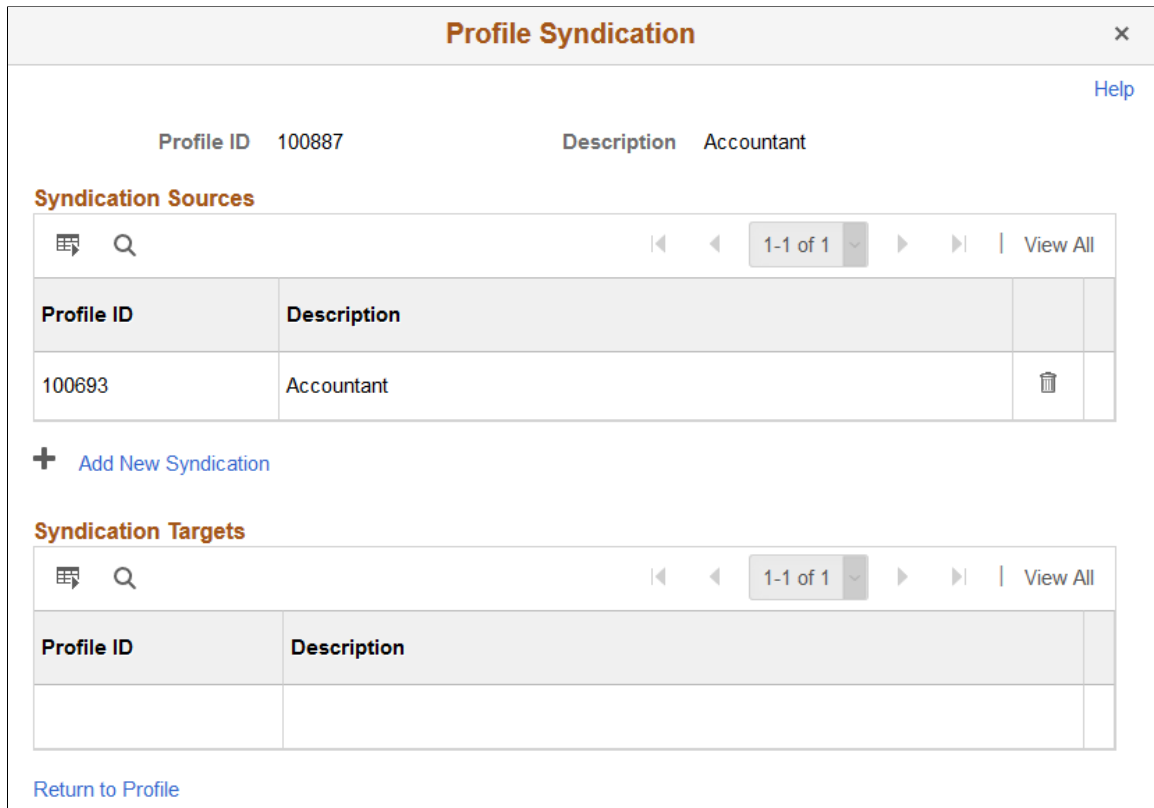 Profile Syndication
Help
Profile ID 100887 Description Accountant
Syndication Sources
1-1 of 1 | View All
Profile ID Description
100693 Accountant
Add New Syndication
Syndication Targets
1-1 of 1 | View All
Profile ID Description
Return to Profile